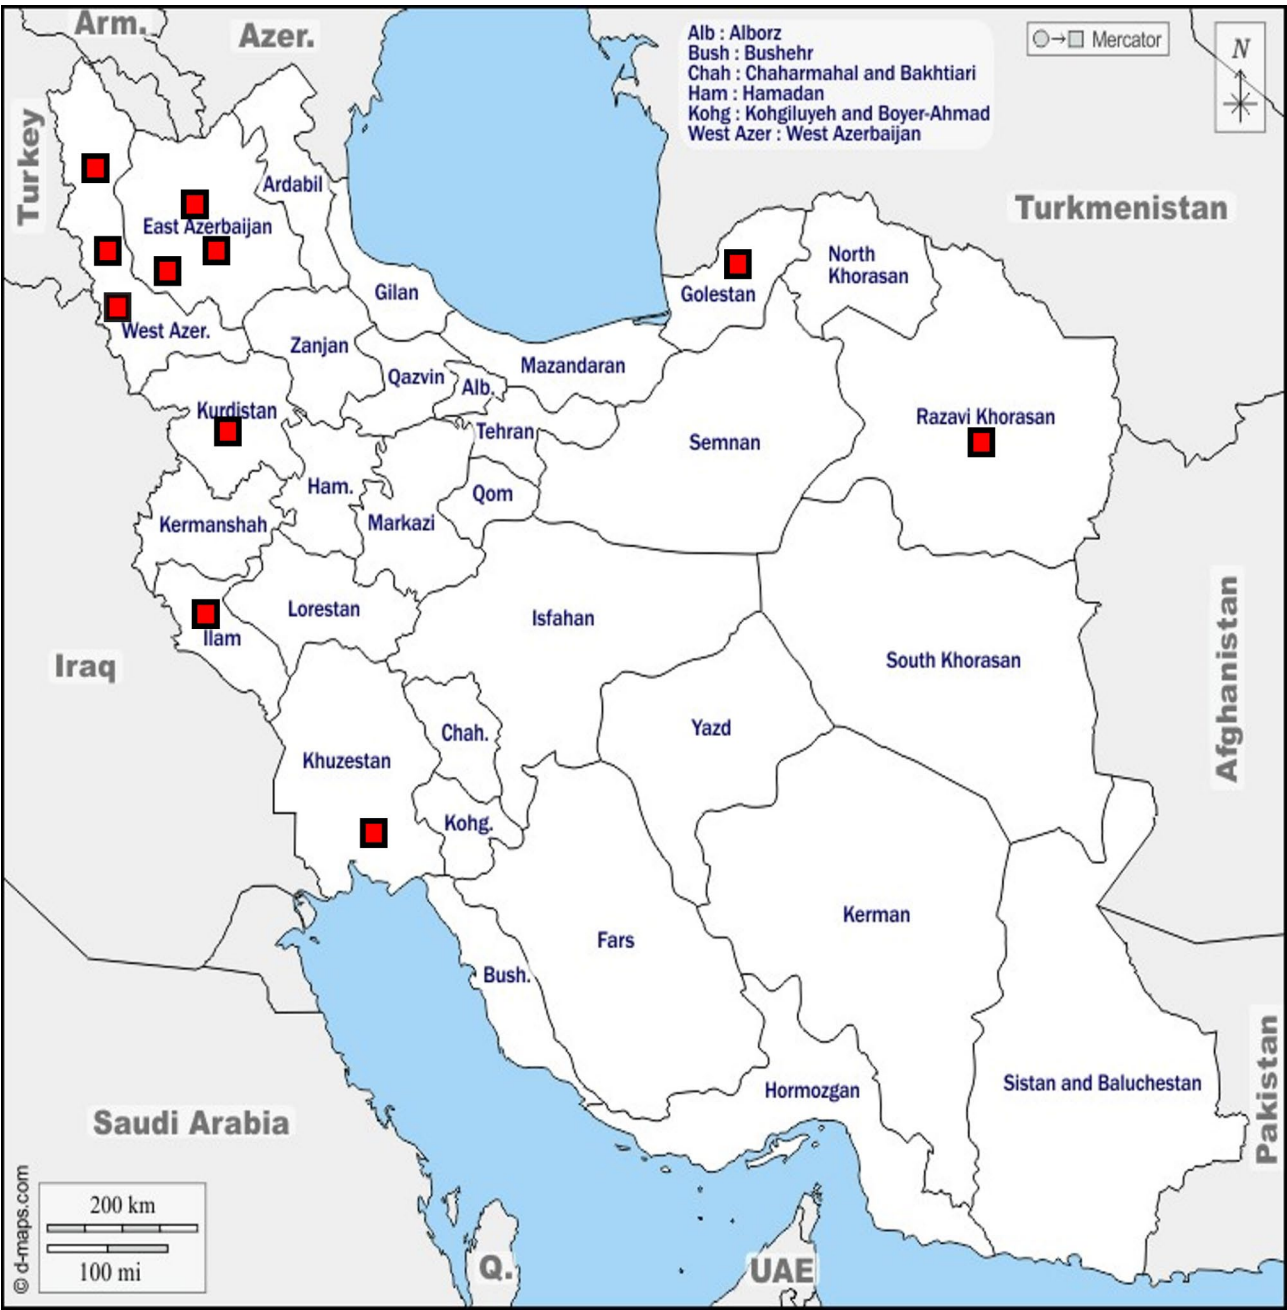 Arm.
Azer.
Alb : Alborz
Bush : Bushehr
Chah : Chaharmahal and Bakhtiari
Ham : Hamadan
Kohg : Kohgiluyeh and Boyer-Ahmad
West Azer : West Azerbaijan
Mercator
N
Turkey
Ardabil
East Azerbaijan
Turkmenistan
North
Khorasan
Gilan
Golestan
West Azer.
Zanjan
Mazandaran
Qazvin
Alb.
Kurdistan
Razavi Khorasan
Tehran
Semnan
Ham.
Qom
Kermanshah
Markazi
Lorestan
Isfahan
Ilam
Iraq
South Khorasan
Afghanistan
Chah.
Yazd
Khuzestan
Kohg.
Kerman
Fars
Bush.
Sistan and Baluchestan
Hormozgan
Pakistan
Saudi Arabia
© d-maps.com
200 km
100 mi
Q.
UAE